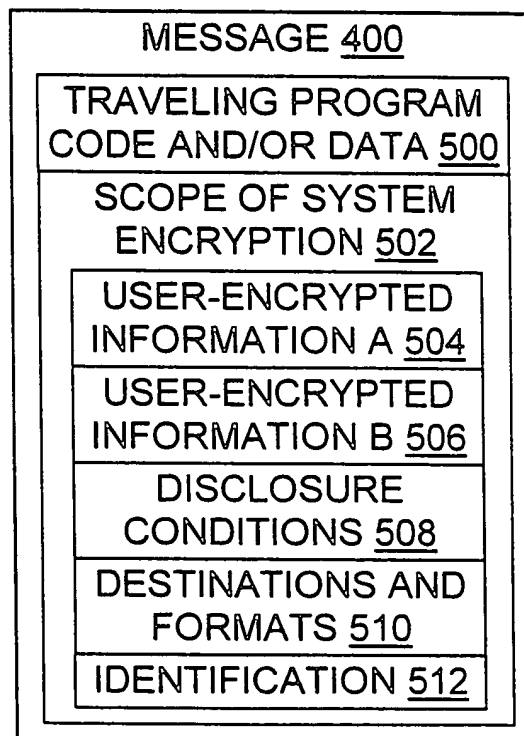 MESSAGE 400
TRAVELING PROGRAM
CODE AND/OR DATA 500
SCOPE OF SYSTEM
ENCRYPTION 502
USER-ENCRYPTED
INFORMATION A 504
USER-ENCRYPTED
INFORMATION B 506
DISCLOSURE
CONDITIONS 508
DESTINATIONS AND
FORMATS 510
IDENTIFICATION 512